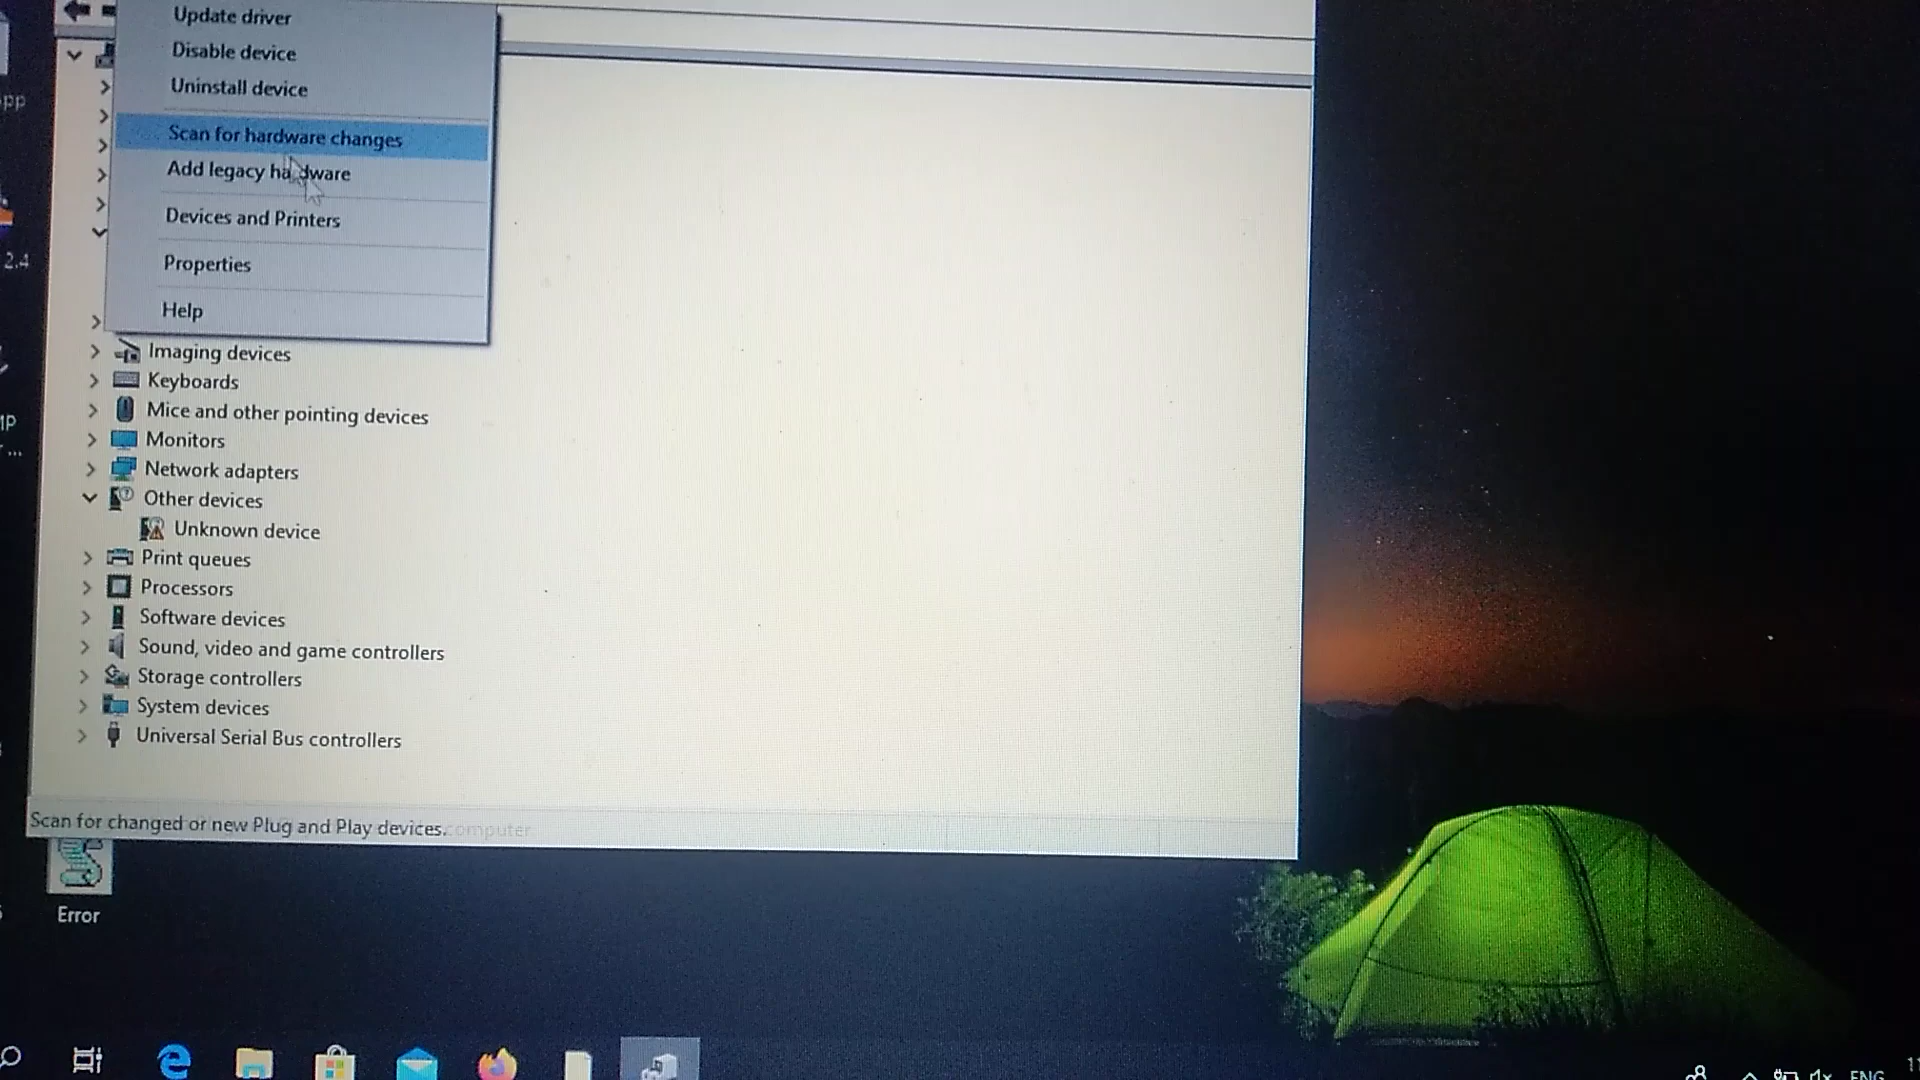 Update driver
Disable device
Uninstall device
Scan for hardware changes
Add legacy hardware
Devices and Printers
Properties
Help
Imaging devices
Keyboards
Mice and other pointing devices
Monitors
Network adapters
Other devices
Unknown device
Print queues
Processors
Software devices
Sound, video and game controllers
Storage controllers
System devices
Universal Serial Bus controllers
Scan for changed or new Plug and Play devices.computer
pp
2.4
...
Error
ENG